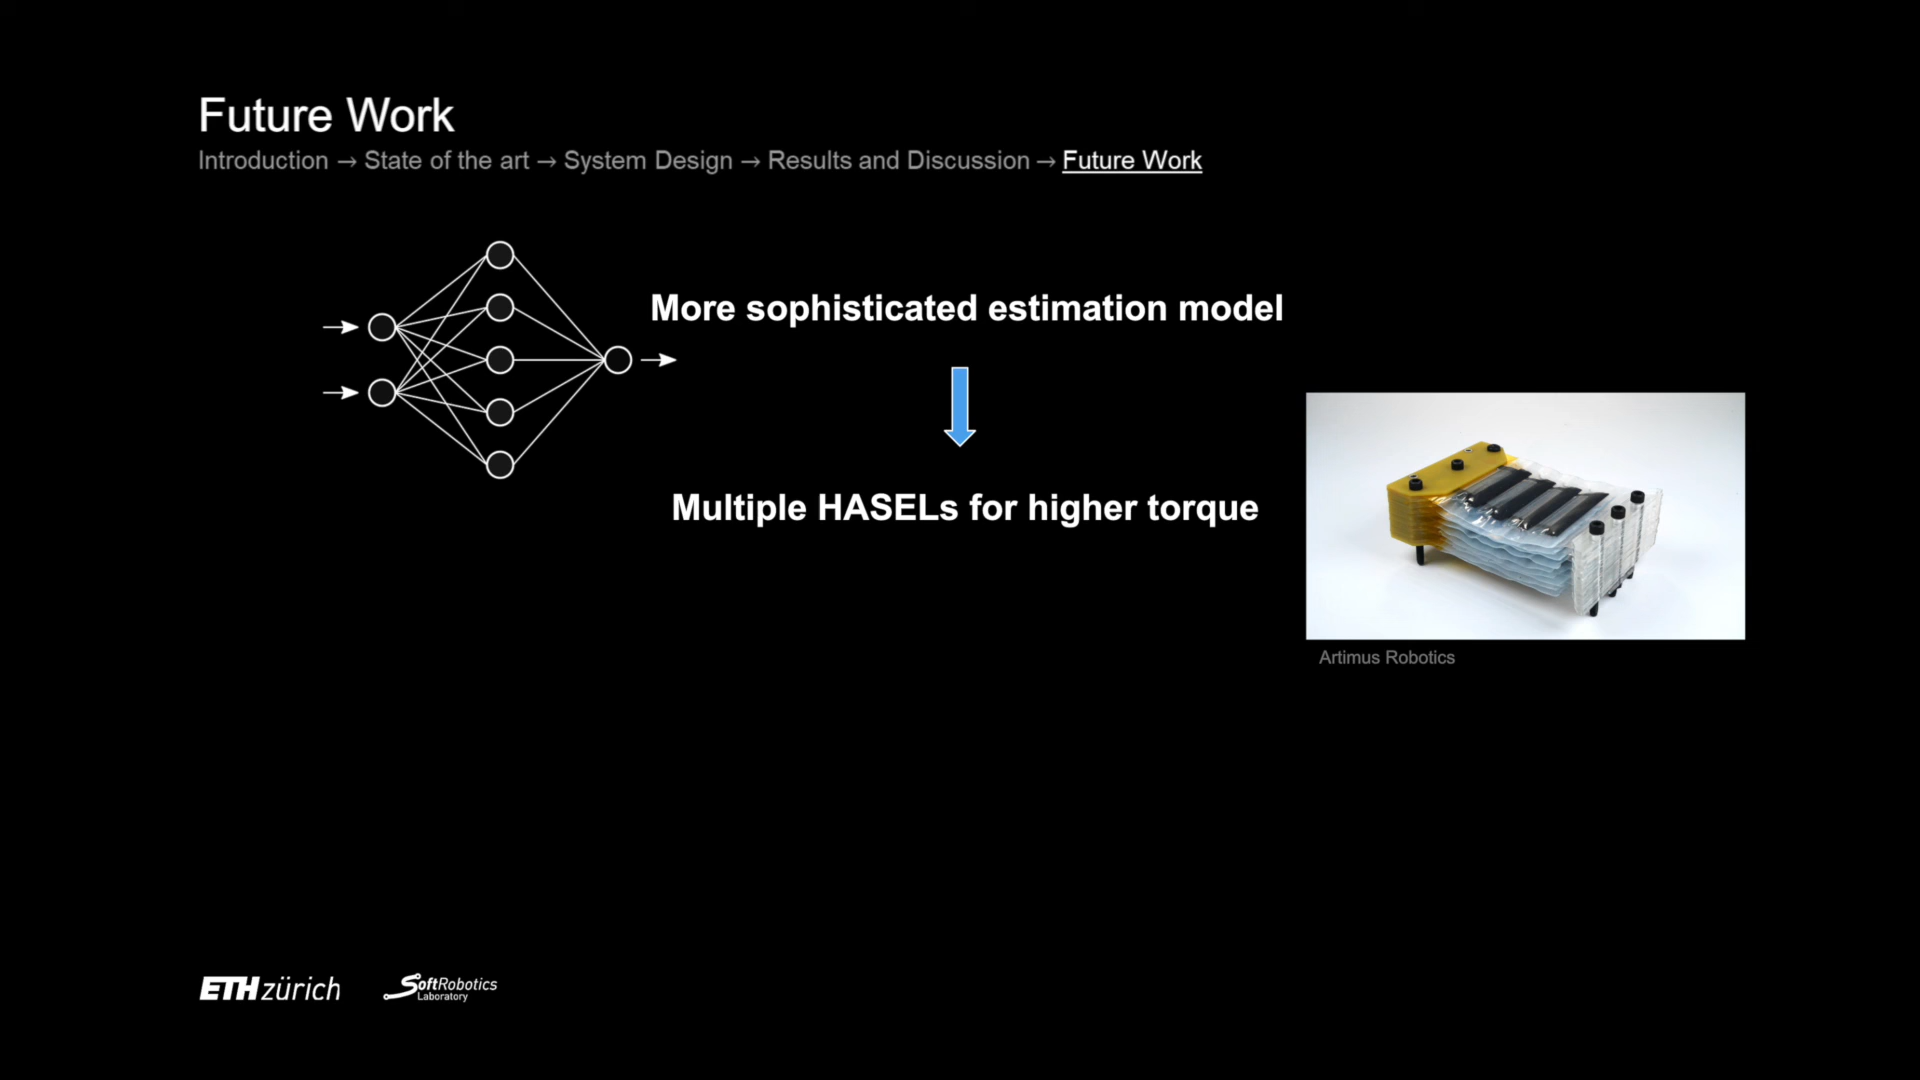 Future Work
Introduction → State of the art → System Design → Results and Discussion → Future Work
More sophisticated estimation model
Multiple HASELs for higher torque
Artimus Robotics
ETH zürich
SoftRobotics
Laboratory